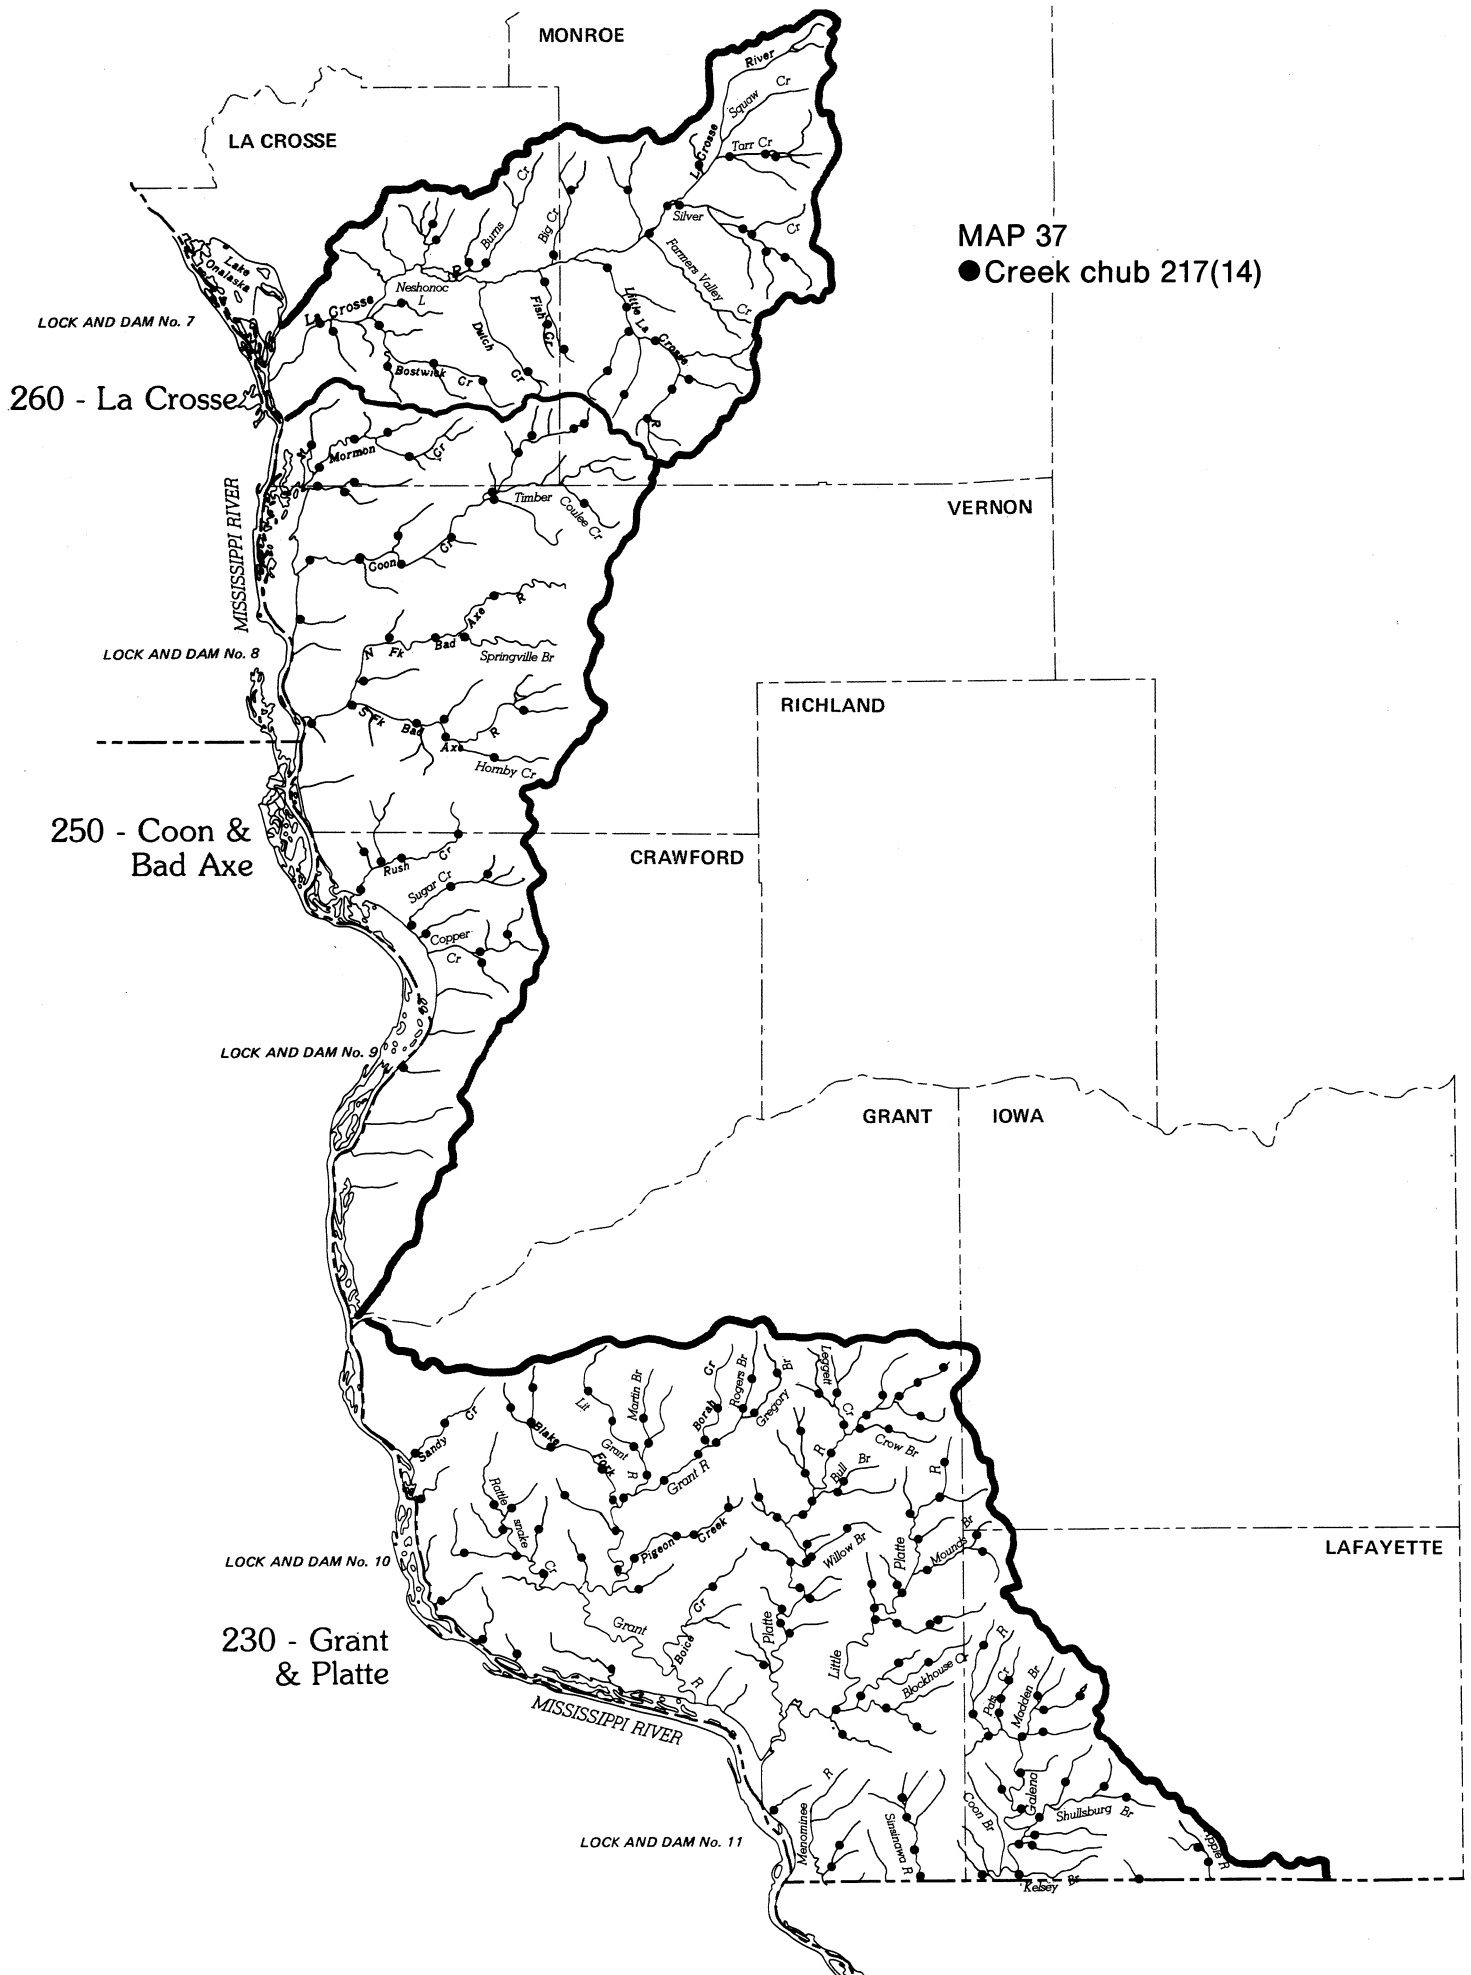 MONROE
River
Cr
Squaw
LA CROSSE
La Crosse
Tarr Cr
Cr
Silver
Burns
Big Cr
Cr
MAP 37
●Creek chub 217(14)
Lake
Onalaska
Farmers Valley
Cr
Neshonoc
L
R
La Crosse
Fish Cr
Little La Crosse
R
Dutch
Cr
LOCK AND DAM No. 7
Bostwick Cr
260 - La Crosse
Mormon
Cr
MISSISSIPPI RIVER
Timber
Coulee Cr
VERNON
Coon
Cr
Axe
R
N Fk Bad
Springville Br
LOCK AND DAM No. 8
S Fk
Bad
Axe
R
Hornby Cr
RICHLAND
250 - Coon &
Bad Axe
CRAWFORD
Rush
Cr
Sugar Cr
Copper
Cr
LOCK AND DAM No. 9
GRANT
IOWA
Sandy
Cr
Blake
Fork
Lit
Grant
R
Martin Br
Borah
Cr
Rogers Br
Gregory
Br
Leggett
Cr
Crow Br
R
Bull
Br
Grant R
R
Rattle
snake
Cr
Pigeon Creek
Willow Br
Platte
Mounds
Br
LAFAYETTE
LOCK AND DAM No. 10
Grant
Boice
Cr
R
Platte
R
Little
Blockhouse Cr
R
Pats
Cr
Madden Br
230 - Grant
& Platte
MISSISSIPPI RIVER
Menominee
R
Sinsinawa R
Coon Br
Galena
Shullsburg Br
Apple R
LOCK AND DAM No. 11
Kelsey Br